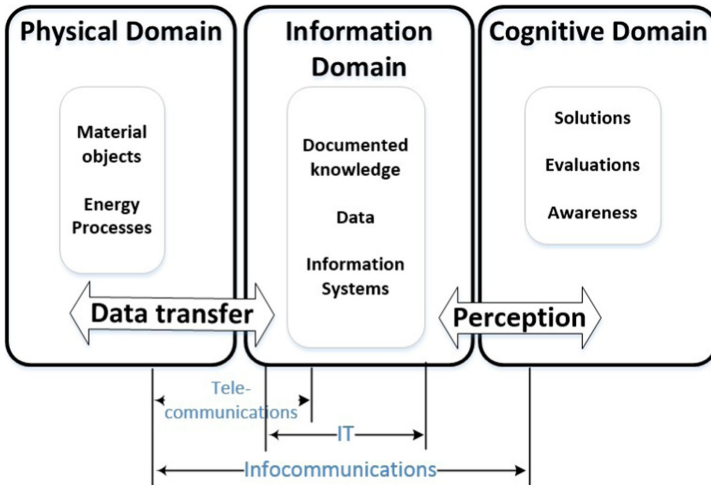 Physical Domain
Material
objects
Energy
Processes
Information
Domain
Documented
knowledge
Data
Information
Systems
Cognitive Domain
Solutions
Evaluations
Awareness
Data transfer
Perception
Tele-
communications
IT
Infocommunications